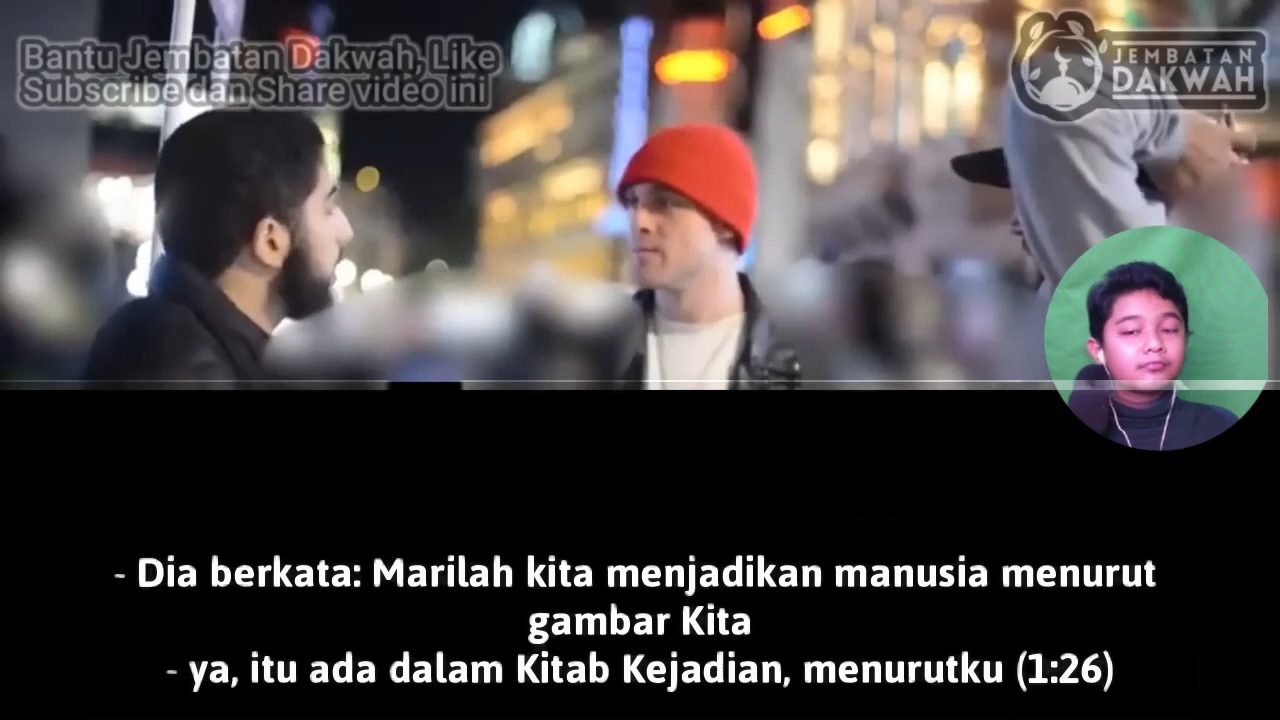 Bantu Jembatan Dakwah, Like
Subscribe dan Share video ini
JEMBATAN
DAKWAH
- Dia berkata: Marilah kita menjadikan manusia menurut
gambar Kita
- ya, itu ada dalam Kitab Kejadian, menurutku (1:26)